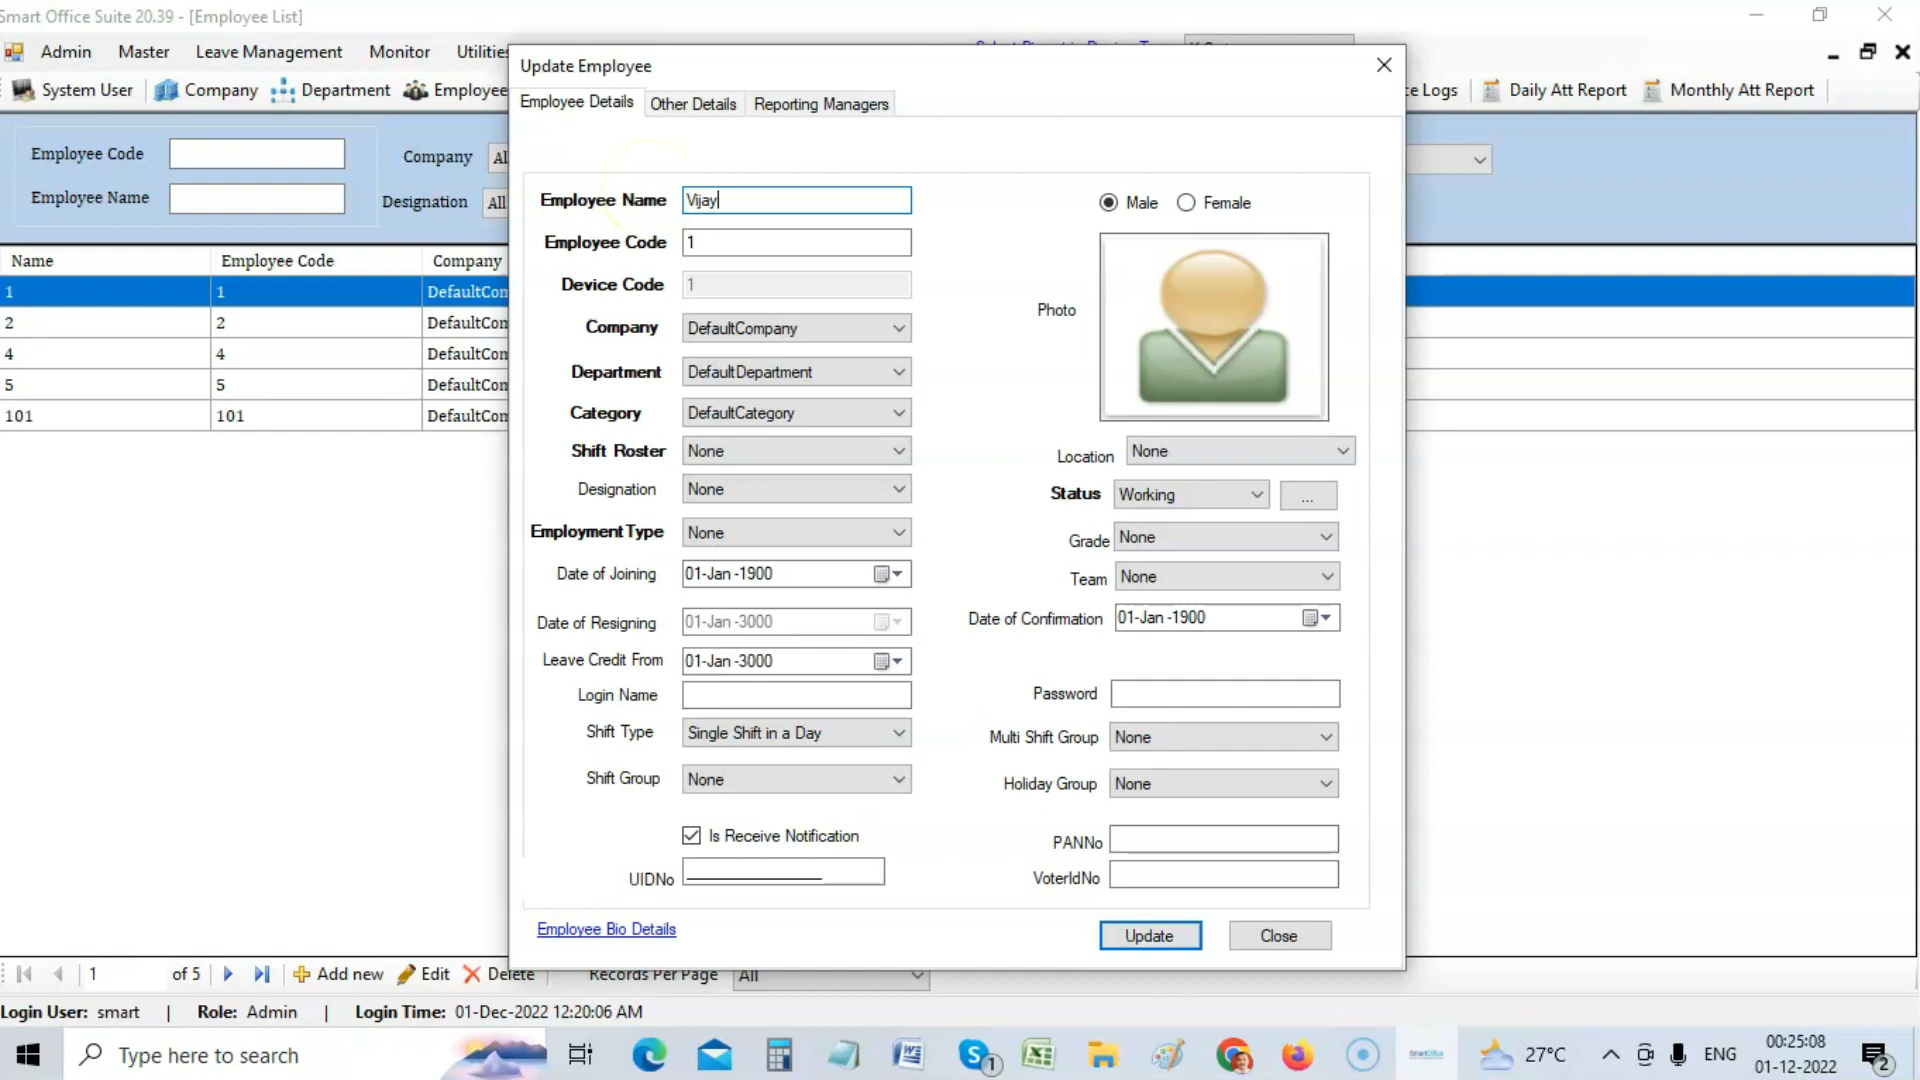 Smart Office Suite 20.39 - [Employee List]
Admin Master Leave Management Monitor Utilities
System User Company Department Employee
ce Logs Daily Att Report Monthly Att Report
Update Employee
Employee Details Other Details Reporting Managers
Employee Code Company All
Employee Name Designation All
Name Employee Code Company
1 1 DefaultCom
2 2 DefaultCom
4 4 DefaultCom
5 5 DefaultCom
101 101 DefaultCom
Employee Name Vijay
Male Female
Employee Code 1
Device Code 1
Photo
Company DefaultCompany
Department DefaultDepartment
Category DefaultCategory
Shift Roster None
Location None
Designation None
Status Working ...
Employment Type None
Grade None
Date of Joining 01-Jan -1900
Team None
Date of Resigning 01-Jan -3000
Date of Confirmation 01-Jan -1900
Leave Credit From 01-Jan -3000
Login Name
Password
Shift Type Single Shift in a Day
Multi Shift Group None
Shift Group None
Holiday Group None
Is Receive Notification
PANNo
UIDNo
VoterIdNo
Employee Bio Details
Update Close
1 of 5 Add new Edit Delete Records Per Page All
Login User: smart | Role: Admin | Login Time: 01-Dec-2022 12:20:06 AM
Type here to search
1
27°C
ENG
00:25:08
01-12-2022
2